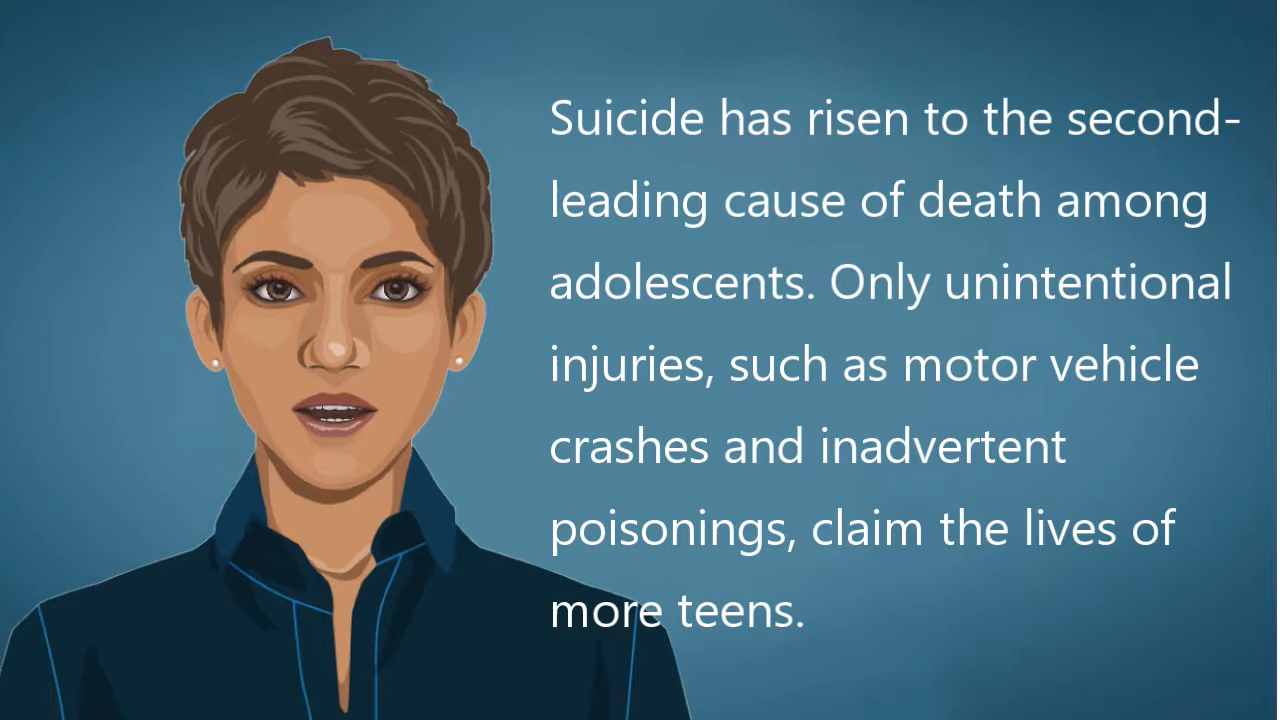 Suicide has risen to the second-
leading cause of death among
adolescents. Only unintentional
injuries, such as motor vehicle
crashes and inadvertent
poisonings, claim the lives of
more teens.